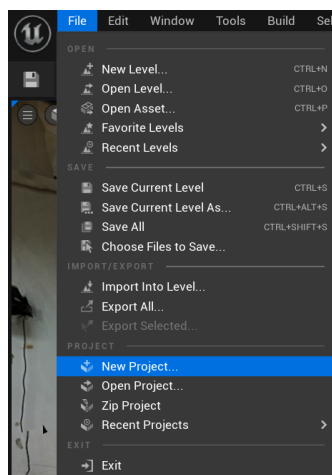 File Edit Window Tools Build Sel
OPEN
New Level... CTRL+N
Open Level... CTRL+O
Open Asset... CTRL+P
Favorite Levels
Recent Levels
SAVE
Save Current Level CTRL+S
Save Current Level As... CTRL+ALT+S
Save All CTRL+SHIFT+S
Choose Files to Save...
IMPORT/EXPORT
Import Into Level...
Export All...
Export Selected...
PROJECT
New Project...
Open Project...
Zip Project
Recent Projects
EXIT
Exit